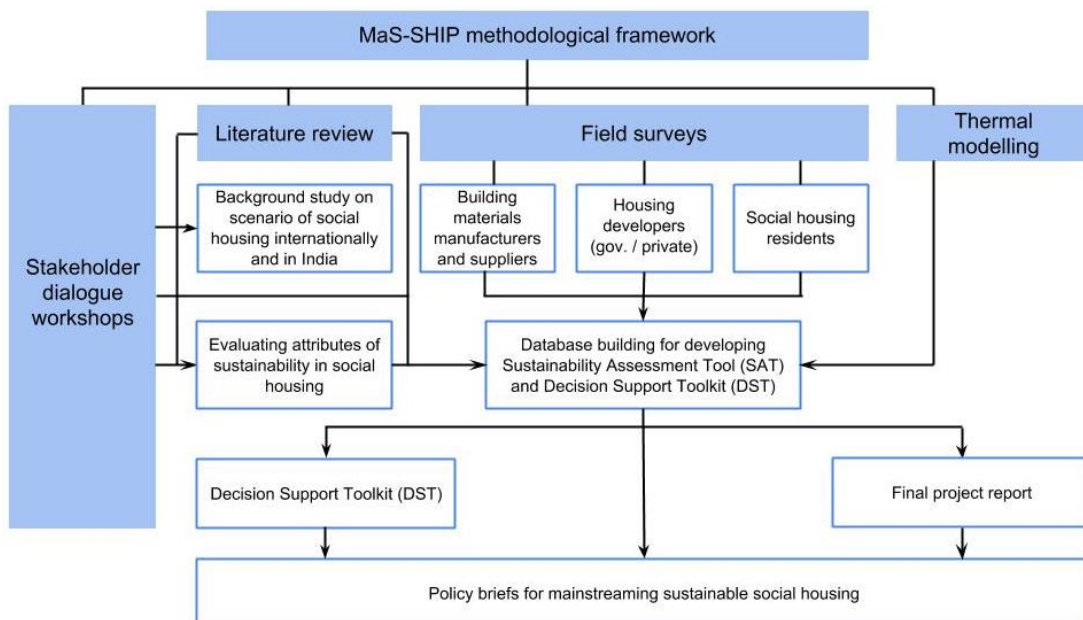 MaS-SHIP methodological framework
Stakeholder
dialogue
workshops
Literature review
Field surveys
Thermal
modelling
Background study on
scenario of social
housing internationally
and in India
Building
materials
manufacturers
and suppliers
Housing
developers
(gov. / private)
Social housing
residents
Evaluating attributes of
sustainability in social
housing
Database building for developing
Sustainability Assessment Tool (SAT)
and Decision Support Toolkit (DST)
Decision Support Toolkit (DST)
Final project report
Policy briefs for mainstreaming sustainable social housing